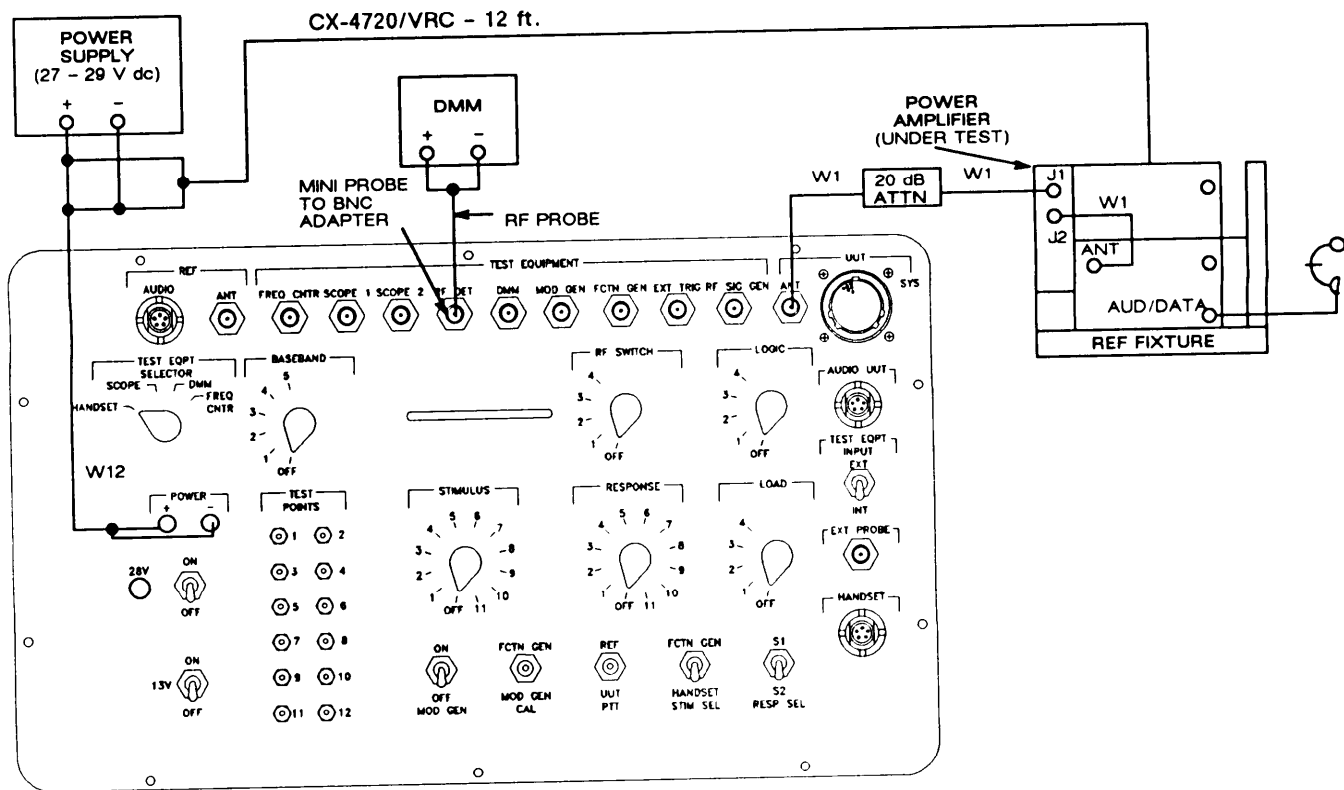 CX-4720/VRC – 12 ft.
POWER
SUPPLY
(27 – 29 V dc)
+ –
DMM
+ –
POWER
AMPLIFIER
(UNDER TEST)
MINI PROBE
TO BNC
ADAPTER
RF PROBE
W1
20 dB
ATTN
W1
J1
J2
W1
ANT
AUD/DATA
REF FIXTURE
REF
TEST EQUIPMENT
UUT
AUDIO
ANT
FREQ CNTR
SCOPE 1
SCOPE 2
RF DET
DMM
MOD GEN
FCTN GEN
EXT TRIG
RF SIG GEN
ANT
SYS
TEST EQPT
SELECTOR
SCOPE
DMM
HANDSET
FREQ
CNTR
BASEBAND
5
4
3
2
1
OFF
RF SWITCH
4
3
2
1
OFF
LOGIC
4
3
2
1
OFF
AUDIO UUT
TEST EQPT
INPUT
EXT
INT
W12
POWER
+ –
TEST
POINTS
1 2
3 4
5 6
7 8
9 10
11 12
STIMULUS
5 6
4 7
3 8
2 9
1 10
OFF 11
RESPONSE
5 6
4 7
3 8
2 9
1 10
OFF 11
LOAD
4
3
2
1
OFF
EXT PROBE
HANDSET
28V
ON
OFF
13V
ON
OFF
ON
OFF
MOD GEN
FCTN GEN
MOD GEN
CAL
REF
UUT
PTT
FCTN GEN
HANDSET
STIM SEL
S1
S2
RESP SEL